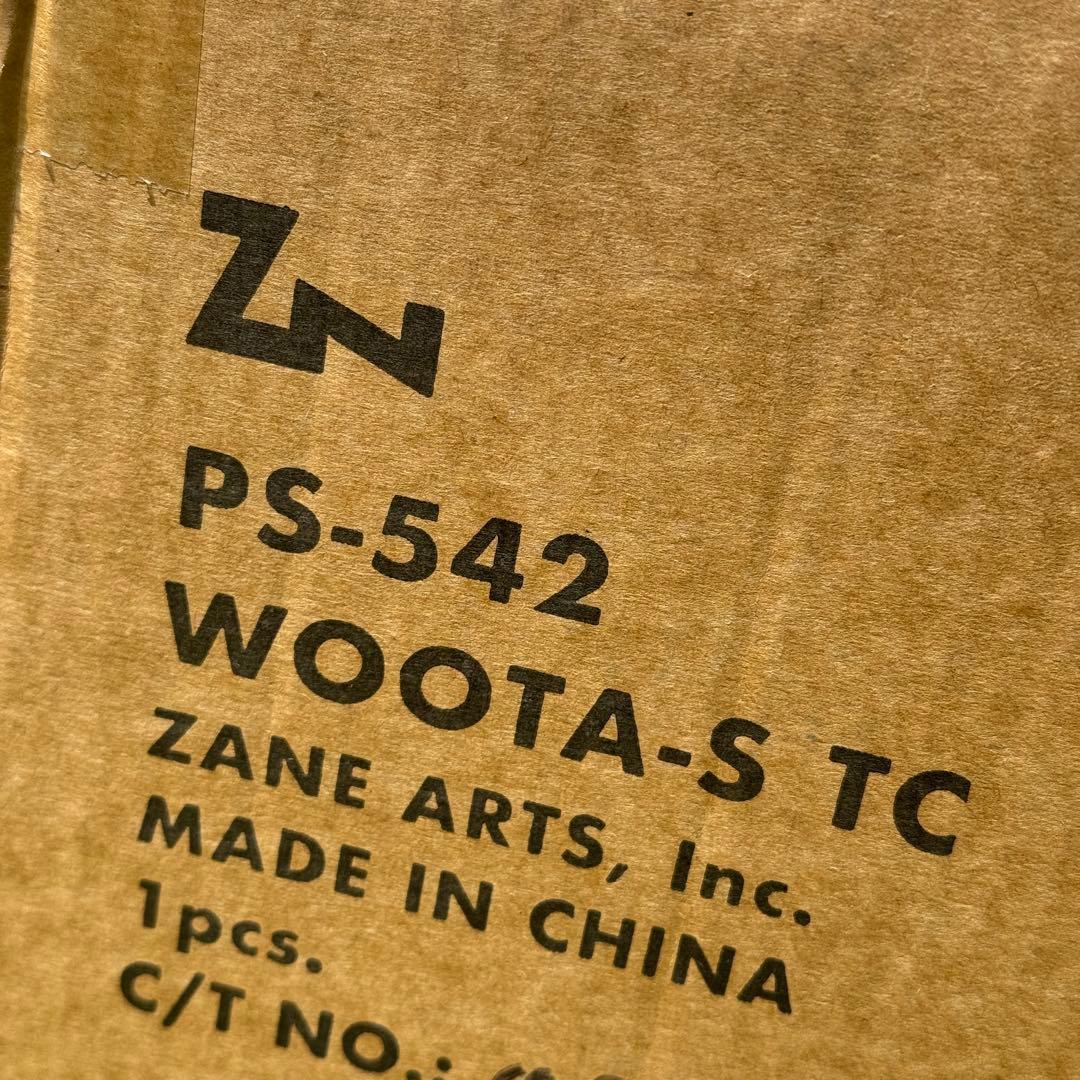 ZN
PS-542
WOOTA-S TC
ZANE ARTS, Inc.
MADE IN CHINA
1pcs.
C/T NO.: